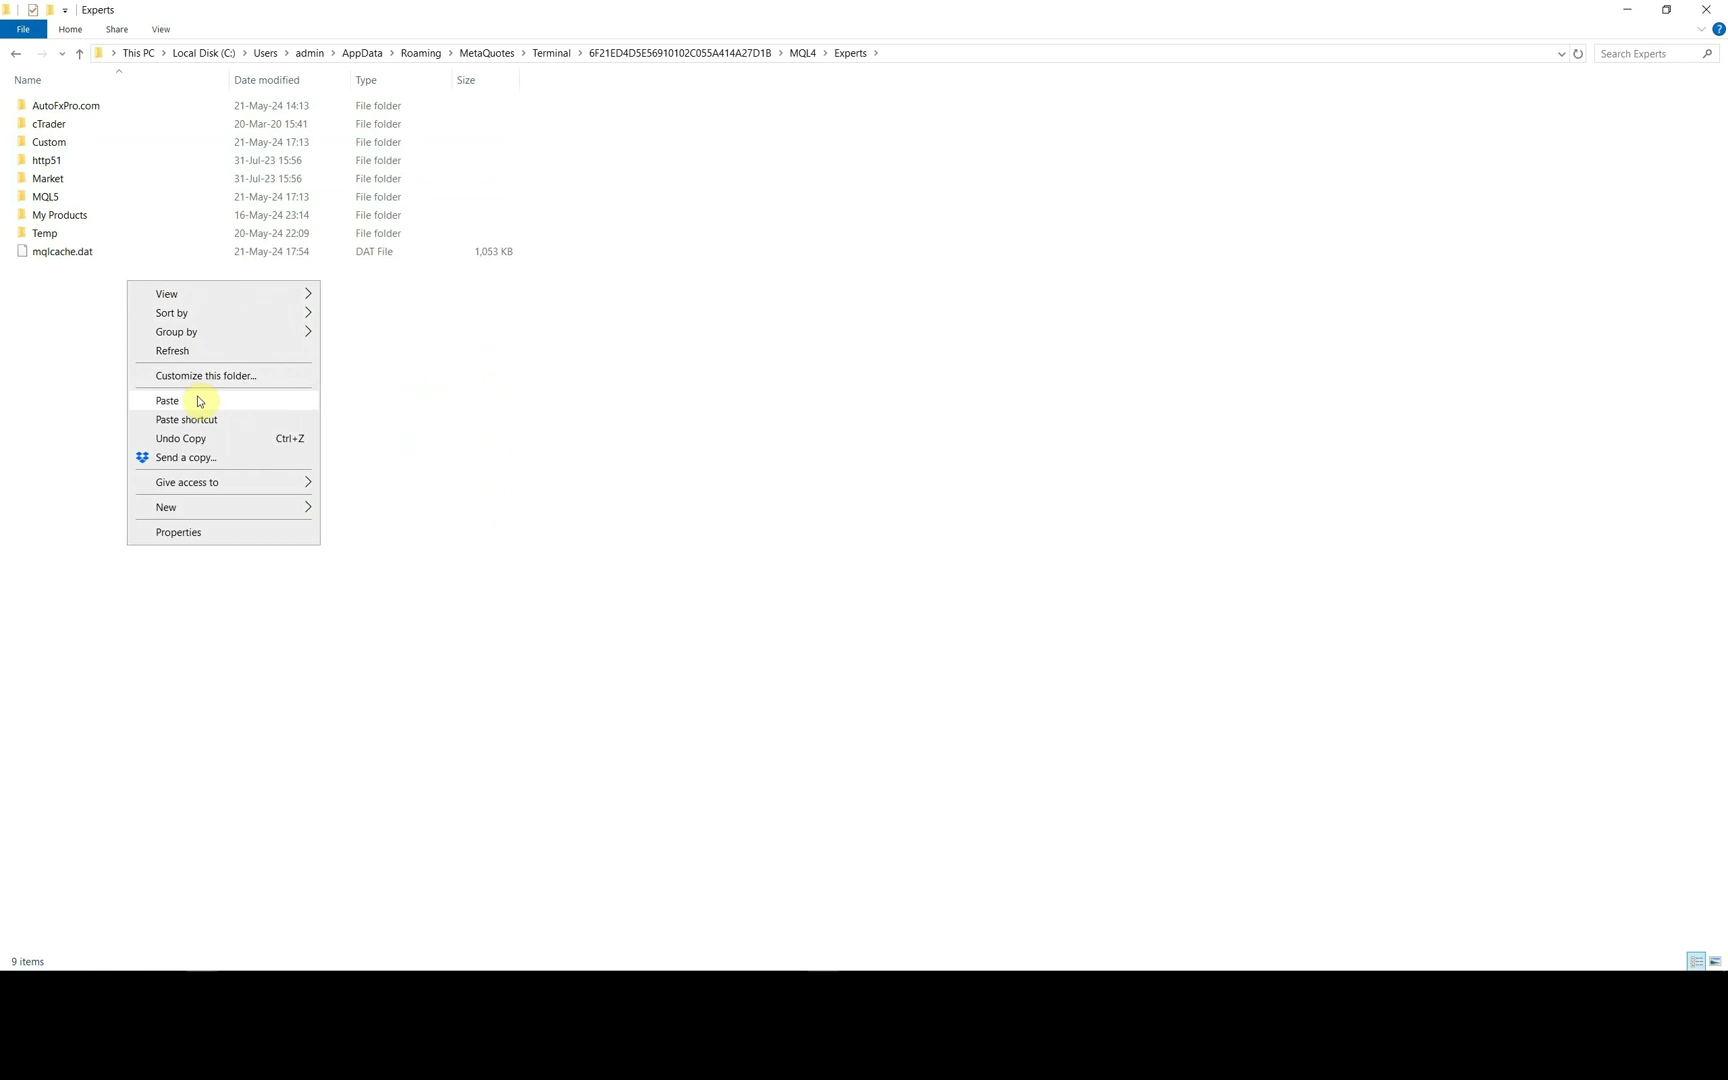 Experts
File Home Share View
This PC Local Disk (C:) Users admin AppData Roaming MetaQuotes Terminal 6F21ED4D5E56910102C055A414A27D1B MQL4 Experts Search Experts
Name Date modified Type Size
AutoFxPro.com 21-May-24 14:13 File folder
cTrader 20-Mar-20 15:41 File folder
Custom 21-May-24 17:13 File folder
http51 31-Jul-23 15:56 File folder
Market 31-Jul-23 15:56 File folder
MQL5 21-May-24 17:13 File folder
My Products 16-May-24 23:14 File folder
Temp 20-May-24 22:09 File folder
mqlcache.dat 21-May-24 17:54 DAT File 1,053 KB
View
Sort by
Group by
Refresh
Customize this folder...
Paste
Paste shortcut
Undo Copy Ctrl+Z
Send a copy...
Give access to
New
Properties
9 items